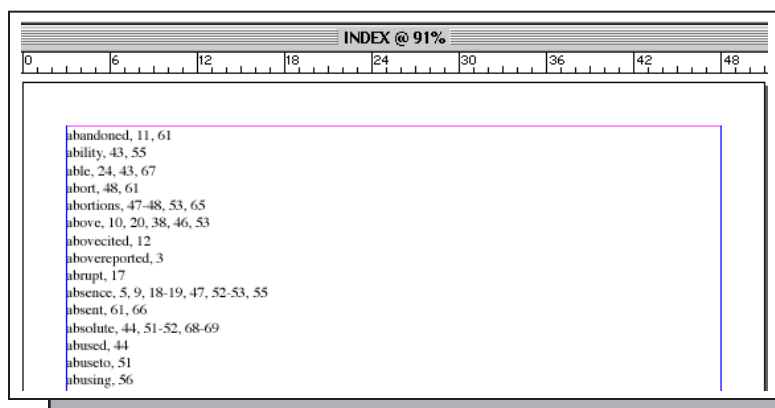 INDEX @ 91%
0 6 12 18 24 30 36 42 48
abandoned, 11, 61
ability, 43, 55
able, 24, 43, 67
abort, 48, 61
abortions, 47-48, 53, 65
above, 10, 20, 38, 46, 53
abovecited, 12
abovereported, 3
abrupt, 17
absence, 5, 9, 18-19, 47, 52-53, 55
absent, 61, 66
absolute, 44, 51-52, 68-69
abused, 44
abuseto, 51
abusing, 56